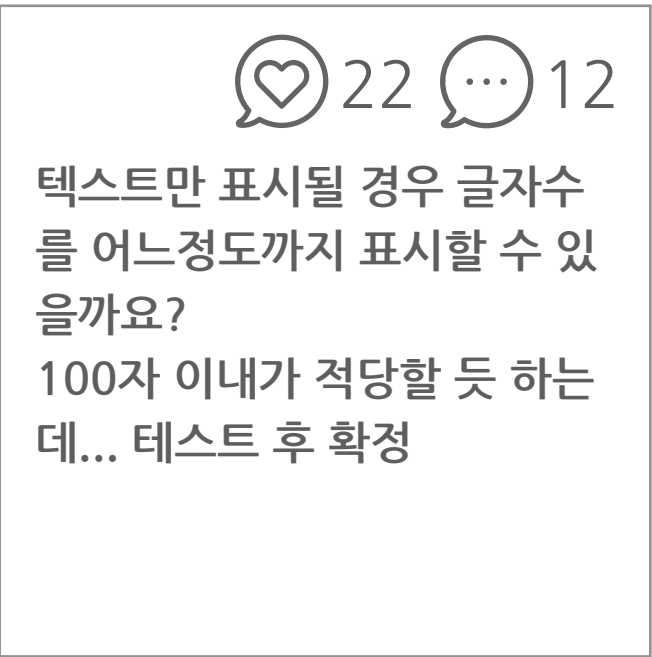 22 12
텍스트만 표시될 경우 글자수
를 어느정도까지 표시할 수 있
을까요?
100자 이내가 적당할 듯 하는
데... 테스트 후 확정